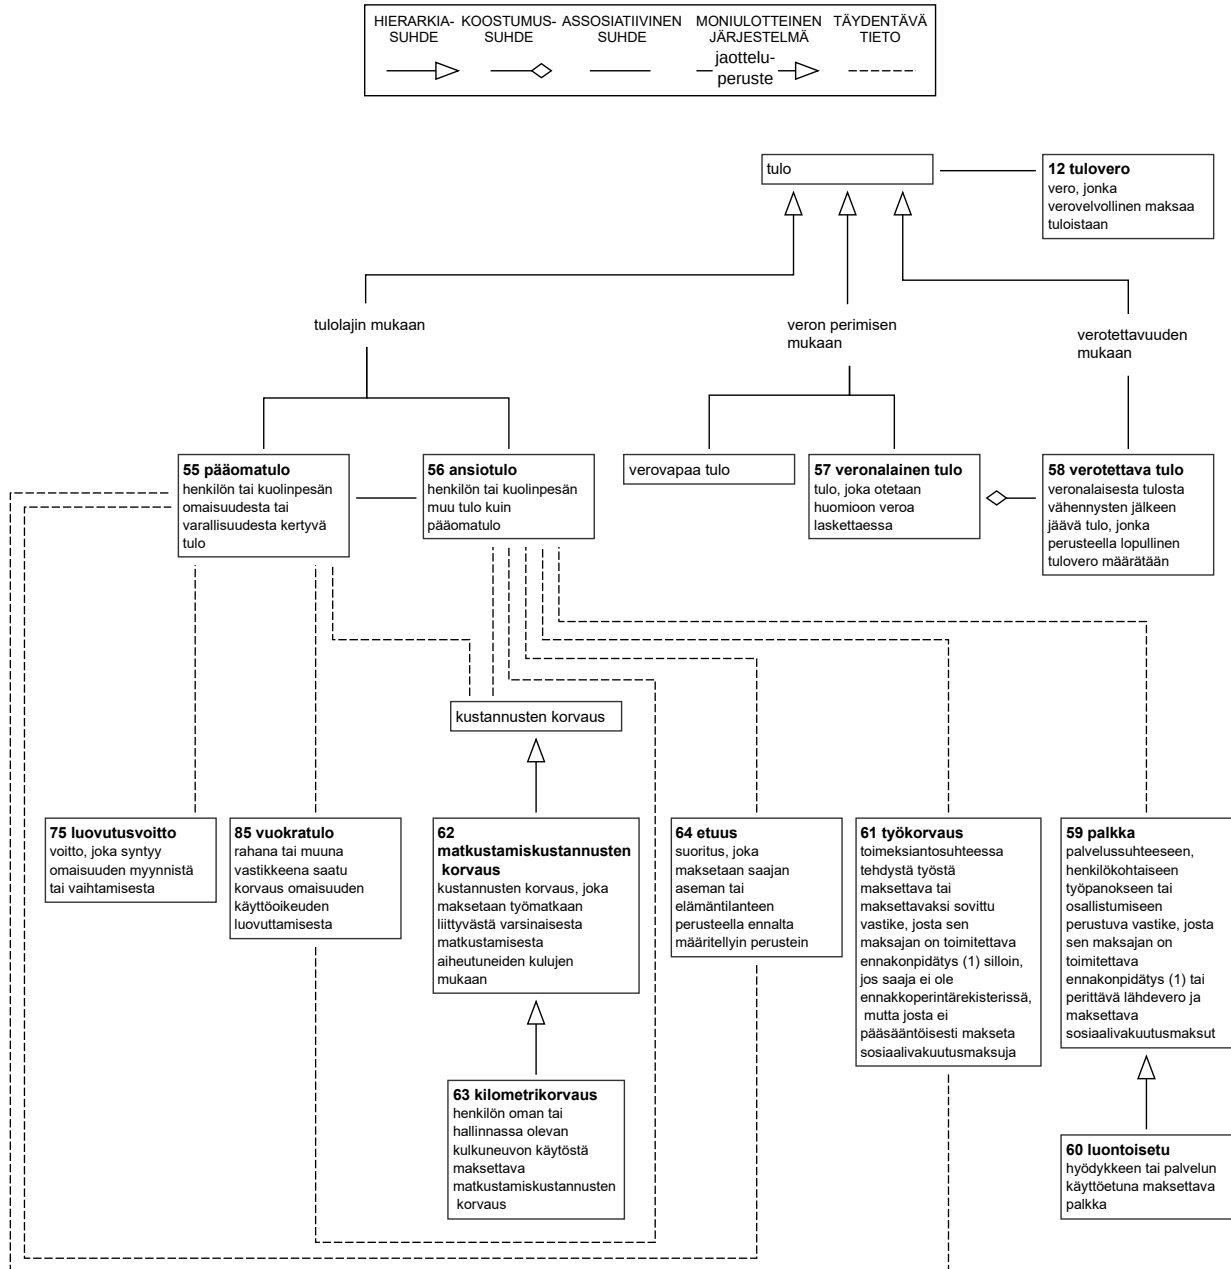 HIERARKIA-
SUHDE
KOOSTUMUS-
SUHDE
ASSOSIATIIVINEN
SUHDE
MONIULOTTEINEN
JÄRJESTELMÄ
TÄYDENTÄVÄ
TIETO
jaottelu-
peruste
tulo
12 tulovero
vero, jonka
verovelvollinen maksaa
tuloistaan
tulolajin mukaan
veron perimisen
mukaan
verotettavuuden
mukaan
55 pääomatulo
henkilön tai kuolinpesän
omaisuudesta tai
varallisuudesta kertyvä
tulo
56 ansiotulo
henkilön tai kuolinpesän
muu tulo kuin
pääomatulo
verovapaa tulo
57 veronalainen tulo
tulo, joka otetaan
huomioon veroa
laskettaessa
58 verotettava tulo
veronalaisesta tulosta
vähennysten jälkeen
jäävä tulo, jonka
perusteella lopullinen
tulovero määrätään
kustannusten korvaus
75 luovutusvoitto
voitto, joka syntyy
omaisuuden myynnistä
tai vaihtamisesta
85 vuokratulo
rahana tai muuna
vastikkeena saatu
korvaus omaisuuden
käyttöoikeuden
luovuttamisesta
62
matkustamiskustannusten
korvaus
kustannusten korvaus, joka
maksetaan työmatkaan
liittyvästä varsinaisesta
matkustamisesta
aiheutuneiden kulujen
mukaan
64 etuus
suoritus, joka
maksetaan saajan
aseman tai
elämäntilanteen
perusteella ennalta
määritellyin perustein
61 työkorvaus
toimeksiantosuhteessa
tehdystä työstä
maksettava tai
maksettavaksi sovittu
vastike, josta sen
maksajan on toimitettava
ennakonpidätys (1) silloin,
jos saaja ei ole
ennakkoperintärekisterissä,
mutta josta ei
pääsääntöisesti makseta
sosiaalivakuutusmaksuja
59 palkka
palvelussuhteeseen,
henkilökohtaiseen
työpanokseen tai
osallistumiseen
perustuva vastike, josta
sen maksajan on
toimitettava
ennakonpidätys (1) tai
perittävä lähdevero ja
maksettava
sosiaalivakuutusmaksut
63 kilometrikorvaus
henkilön oman tai
hallinnassa olevan
kulkuneuvon käytöstä
maksettava
matkustamiskustannusten
korvaus
60 luontoisetu
hyödykkeen tai palvelun
käyttöetuna maksettava
palkka